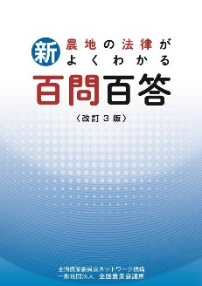 新
農地の法律が
よくわかる
百問百答
〈改訂3版〉
全国農業委員会ネットワーク機構
一般社団法人 全国農業会議所